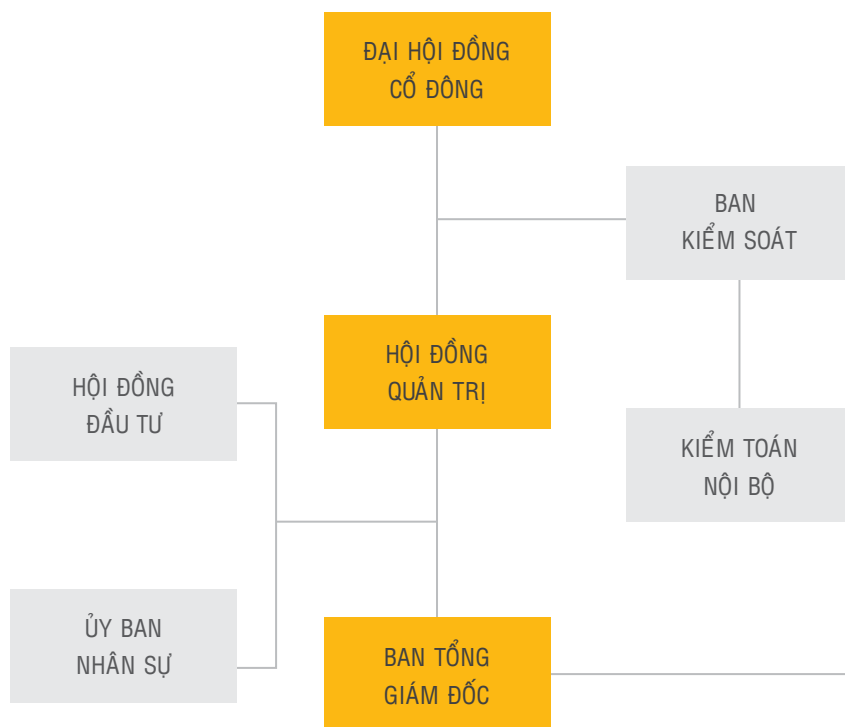 ĐẠI HỘI ĐỒNG
CỔ ĐÔNG
BAN
KIỂM SOÁT
HỘI ĐỒNG
QUẢN TRỊ
HỘI ĐỒNG
ĐẦU TƯ
KIỂM TOÁN
NỘI BỘ
ỦY BAN
NHÂN SỰ
BAN TỔNG
GIÁM ĐỐC